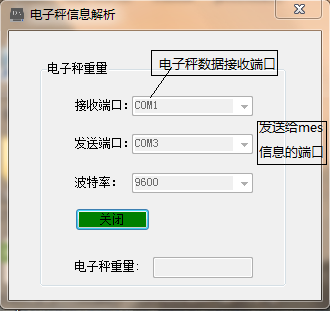 电子秤信息解析
电子秤重量
电子秤数据接收端口
接收端口：COM1
发送给mes
信息的端口
发送端口：COM3
波特率：9600
关闭
电子秤重量: